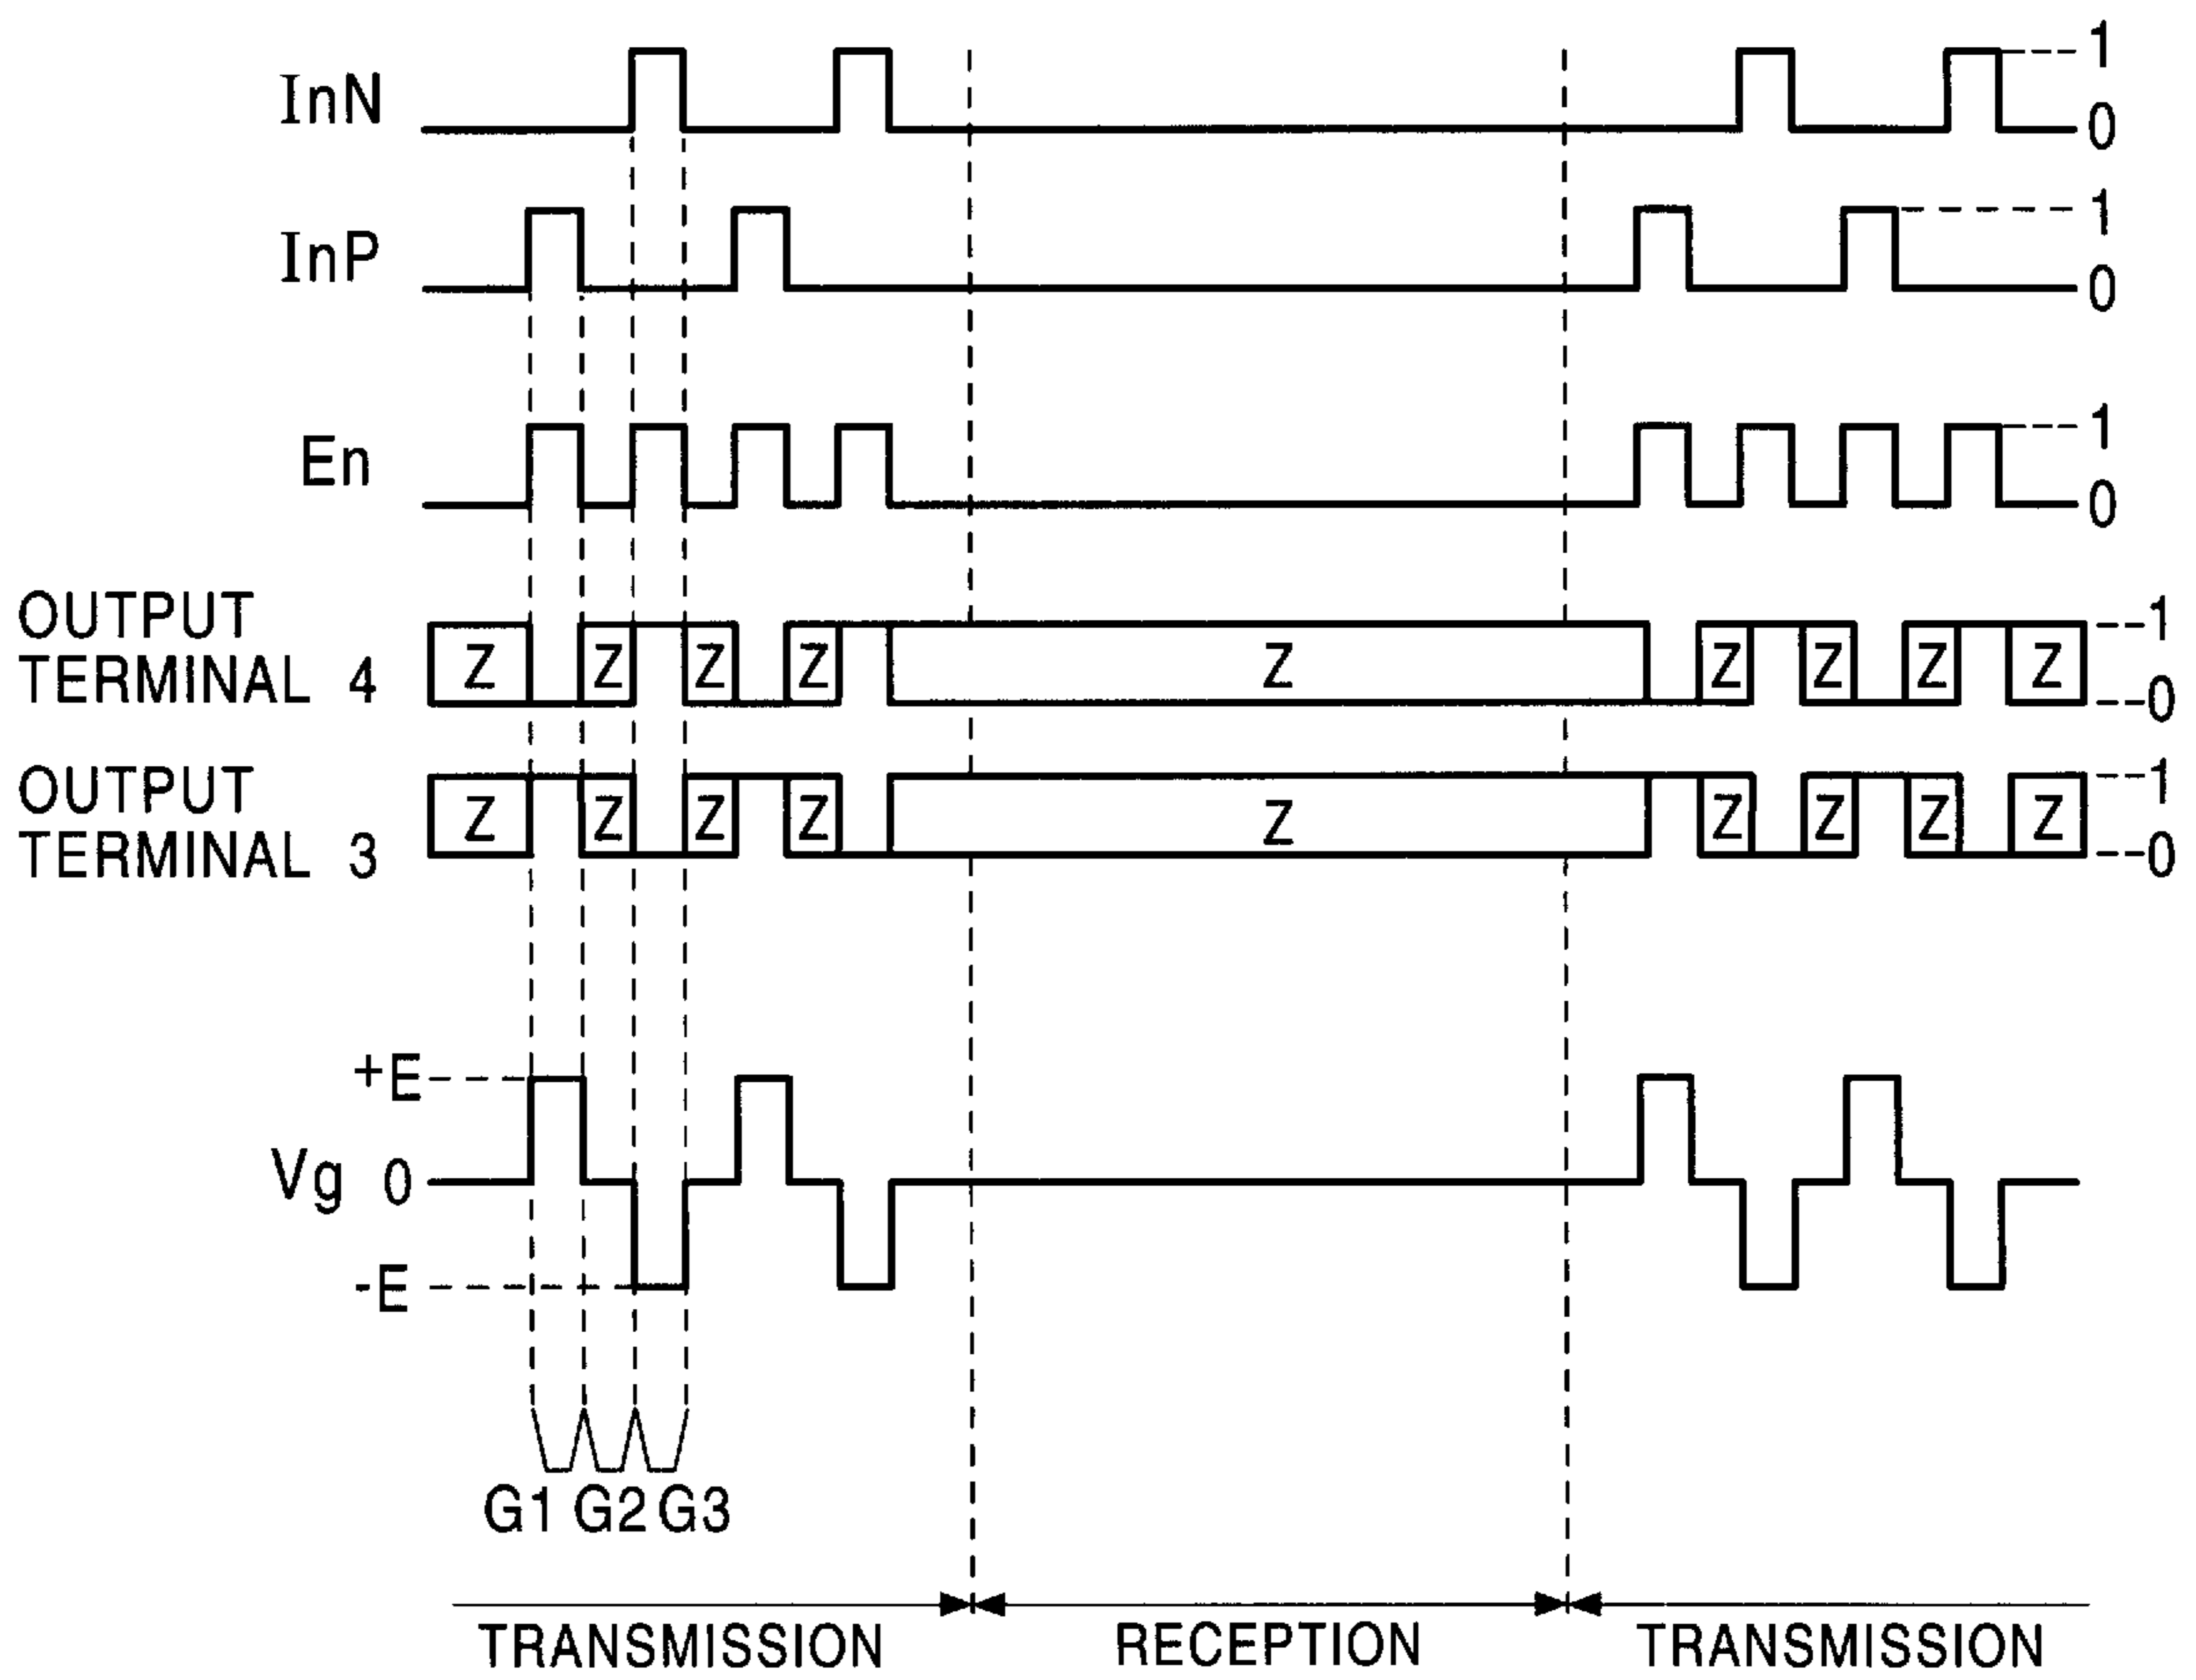 InN 1 0
InP 1 0
En 1 0
OUTPUT
TERMINAL 4 Z Z Z Z Z Z Z Z Z 1 0
OUTPUT
TERMINAL 3 Z Z Z Z Z Z Z Z Z 1 0
+E
Vg 0
-E
G1 G2 G3
TRANSMISSION RECEPTION TRANSMISSION